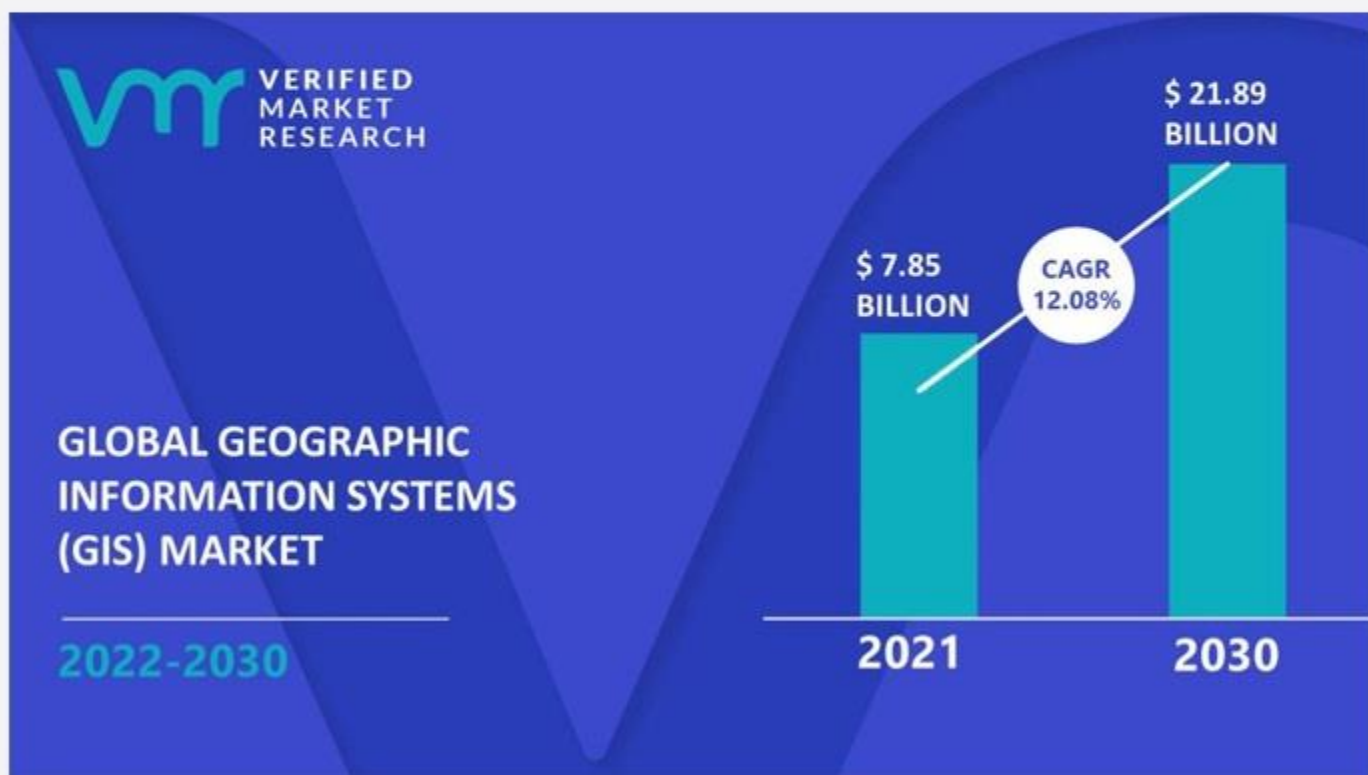 vmr
VERIFIED
MARKET
RESEARCH
GLOBAL GEOGRAPHIC
INFORMATION SYSTEMS
(GIS) MARKET
2022-2030
$ 7.85
BILLION
CAGR
12.08%
$ 21.89
BILLION
2021
2030